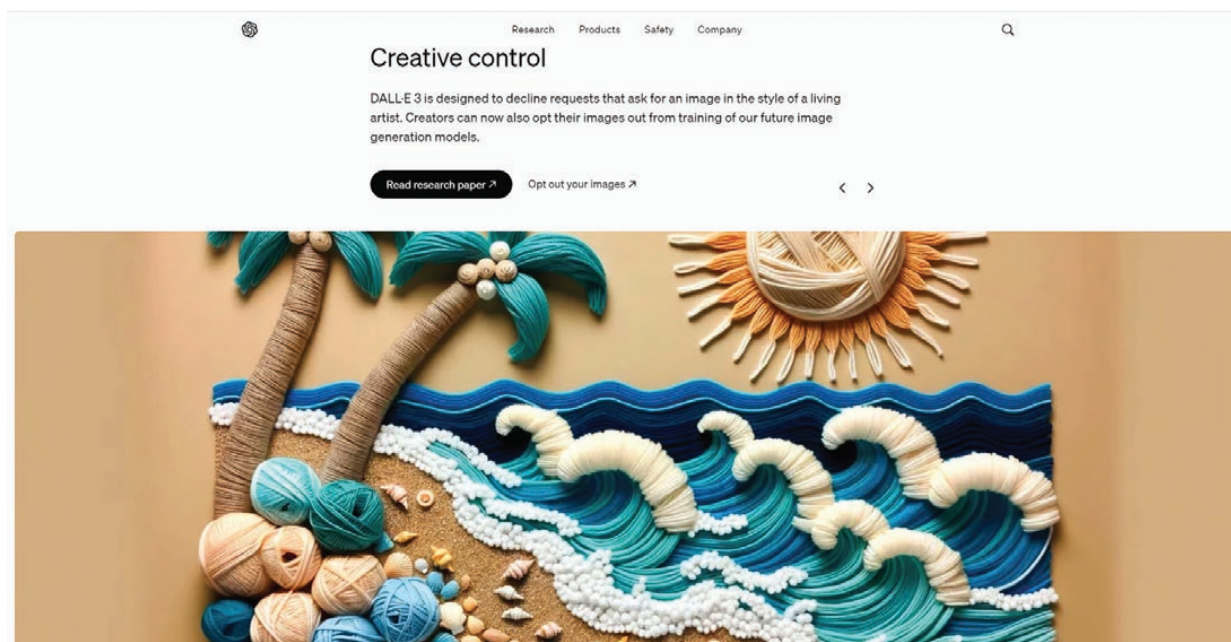 Research Products Safety Company
Creative control
DALL·E 3 is designed to decline requests that ask for an image in the style of a living
artist. Creators can now also opt their images out from training of our future image
generation models.
Read research paper ↗ Opt out your images ↗